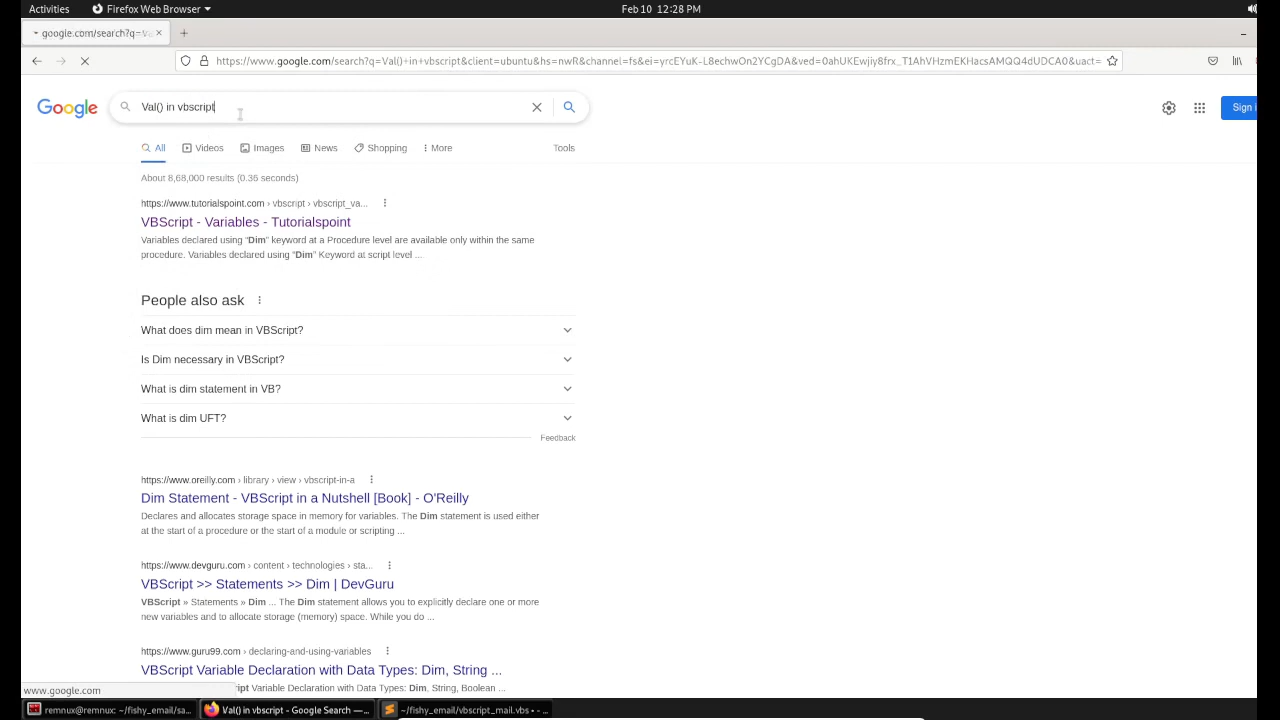 Activities Firefox Web Browser Feb 10 12:28 PM
google.com/search?q=Va
https://www.google.com/search?q=Val()+in+vbscript&client=ubuntu&hs=nwR&channel=fs&ei=yrcEYuK-L8echwOn2YCgDA&ved=0ahUKEwjiy8frx_T1AhVHzmEKHacsAMQQ4dUDCA0&uact=
Google Val() in vbscript Sign i
All Videos Images News Shopping More Tools
About 8,68,000 results (0.36 seconds)
https://www.tutorialspoint.com › vbscript › vbscript_va...
VBScript - Variables - Tutorialspoint
Variables declared using “Dim” keyword at a Procedure level are available only within the same
procedure. Variables declared using “Dim” Keyword at script level ...
People also ask
What does dim mean in VBScript?
Is Dim necessary in VBScript?
What is dim statement in VB?
What is dim UFT?
Feedback
https://www.oreilly.com › library › view › vbscript-in-a
Dim Statement - VBScript in a Nutshell [Book] - O'Reilly
Declares and allocates storage space in memory for variables. The Dim statement is used either
at the start of a procedure or the start of a module or scripting ...
https://www.devguru.com › content › technologies › sta...
VBScript >> Statements >> Dim | DevGuru
VBScript » Statements » Dim ... The Dim statement allows you to explicitly declare one or more
new variables and to allocate storage (memory) space. While you do ...
https://www.guru99.com › declaring-and-using-variables
VBScript Variable Declaration with Data Types: Dim, String ...
ript Variable Declaration with Data Types: Dim, String, Boolean ...
www.google.com
remnux@remnux: ~/fishy_email/sa... Val() in vbscript - Google Search —... ~/fishy_email/vbscript_mail.vbs • - ...